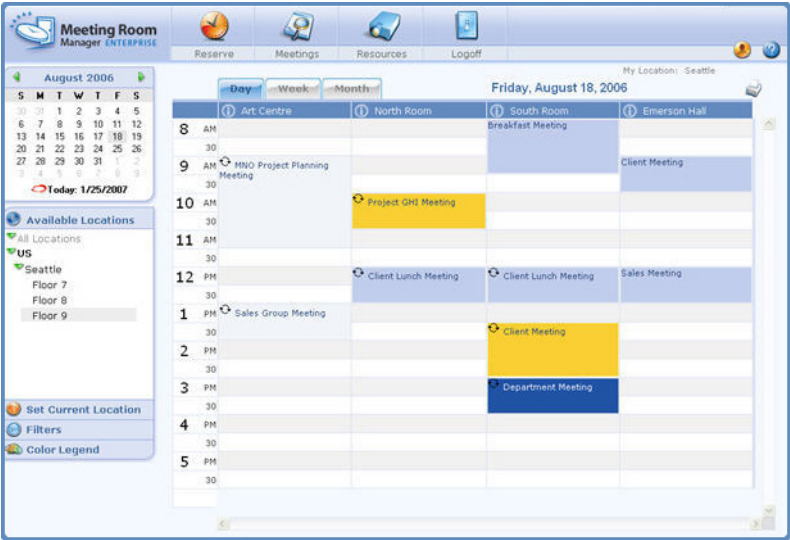 Meeting Room
Manager ENTERPRISE
Reserve
Meetings
Resources
Logoff
My Location: Seattle
August 2006
S M T W T F S
30 31 1 2 3 4 5
6 7 8 9 10 11 12
13 14 15 16 17 18 19
20 21 22 23 24 25 26
27 28 29 30 31 1 2
3 4 5 6 7 8 9
Today: 1/25/2007
Available Locations
All Locations
US
Seattle
Floor 7
Floor 8
Floor 9
Set Current Location
Filters
Color Legend
Day Week Month
Friday, August 18, 2006
Art Centre North Room South Room Emerson Hall
8 AM
Breakfast Meeting
30
9 AM
MNO Project Planning
Meeting
Client Meeting
30
10 AM
Project GHI Meeting
30
11 AM
30
12 PM
Client Lunch Meeting
Client Lunch Meeting
Sales Meeting
30
1 PM
Sales Group Meeting
30
Client Meeting
2 PM
30
3 PM
Department Meeting
30
4 PM
30
5 PM
30